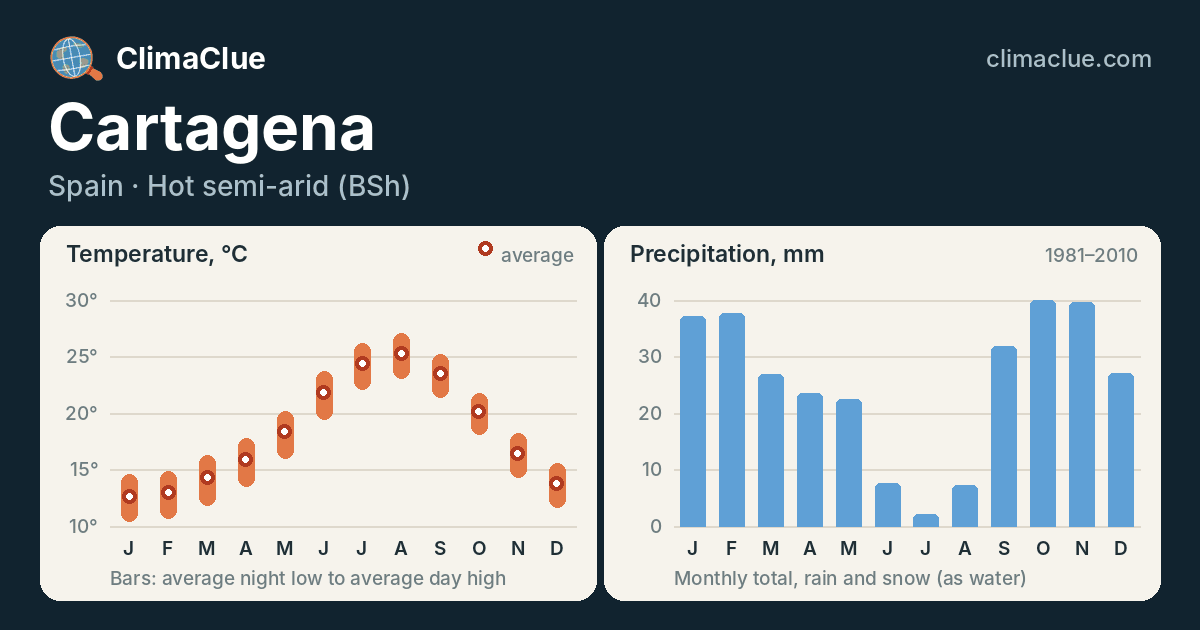 ClimaClue
climaclue.com
Cartagena
Spain · Hot semi-arid (BSh)
Temperature, °C
average
30°
25°
20°
15°
10°
J F M A M J J A S O N D
Bars: average night low to average day high
Precipitation, mm
1981–2010
40
30
20
10
0
J F M A M J J A S O N D
Monthly total, rain and snow (as water)